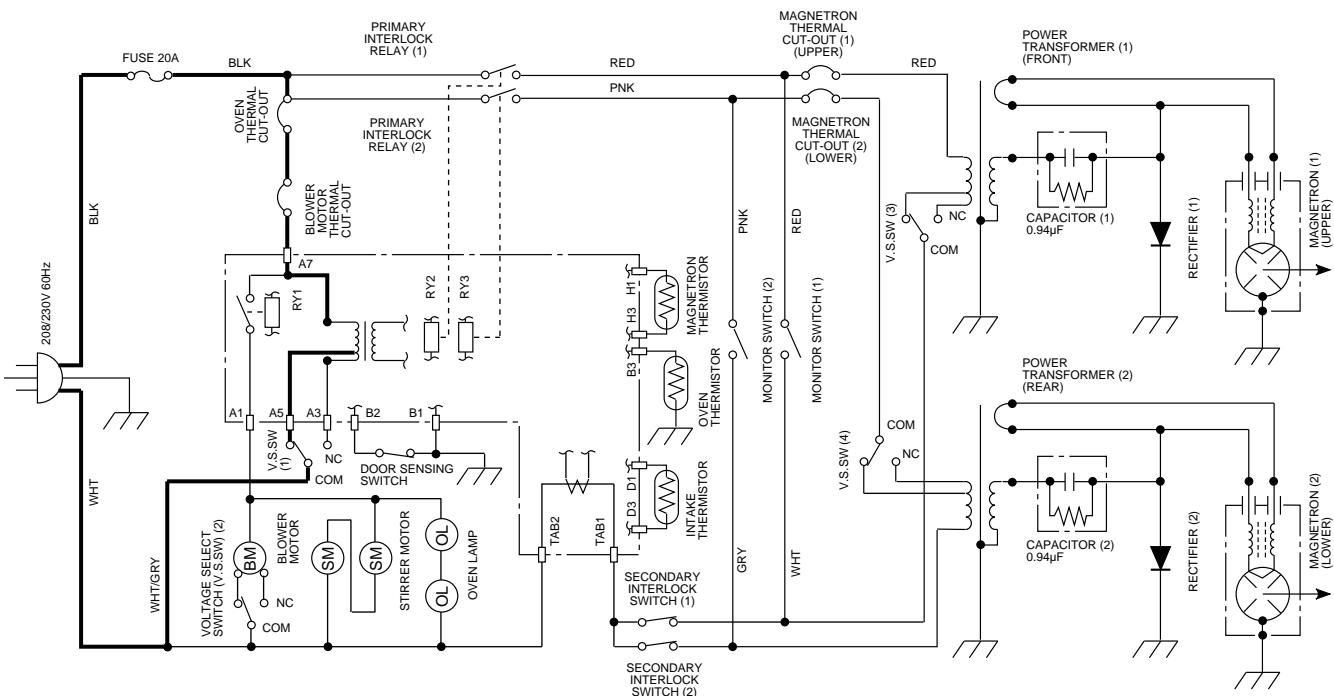 FUSE 20A
BLK
PRIMARY
INTERLOCK
RELAY (1)
RED
MAGNETRON
THERMAL
CUT-OUT (1)
(UPPER)
RED
POWER
TRANSFORMER (1)
(FRONT)
OVEN
THERMAL
CUT-OUT
PRIMARY
INTERLOCK
RELAY (2)
PNK
MAGNETRON
THERMAL
CUT-OUT (2)
(LOWER)
BLK
BLOWER
MOTOR
THERMAL
CUT-OUT
PNK
RED
V.S.SW (3)
NC
COM
CAPACITOR (1)
0.94µF
RECTIFIER (1)
MAGNETRON (1)
(UPPER)
A7
RY1
RY2
RY3
H1
H3
MAGNETRON
THERMISTOR
B3
OVEN
THERMISTOR
MONITOR SWITCH (2)
MONITOR SWITCH (1)
208/230V 60Hz
POWER
TRANSFORMER (2)
(REAR)
A1
A5
A3
B2
B1
V.S.SW
(1)
NC
COM
DOOR SENSING
SWITCH
COM
NC
V.S.SW (4)
D1
D3
INTAKE
THERMISTOR
WHT
WHT/GRY
VOLTAGE SELECT
SWITCH (V.S.SW) (2)
BM
BLOWER
MOTOR
NC
COM
SM
SM
STIRRER MOTOR
OL
OL
OVEN LAMP
TAB2
TAB1
GRY
WHT
SECONDARY
INTERLOCK
SWITCH (1)
SECONDARY
INTERLOCK
SWITCH (2)
CAPACITOR (2)
0.94µF
RECTIFIER (2)
MAGNETRON (2)
(LOWER)